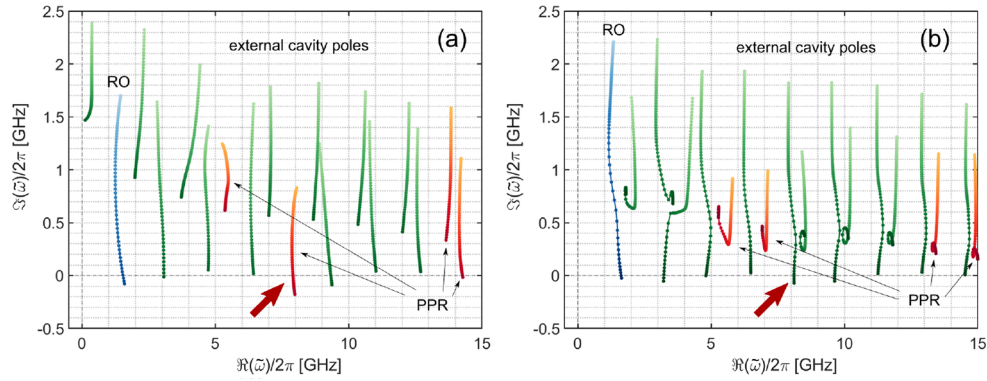 2.5
2
1.5
1
0.5
0
-0.5
0
5
10
15
ℑ(ω̃)/2π [GHz]
ℜ(ω̃)/2π [GHz]
external cavity poles
(a)
RO
PPR
2.5
2
1.5
1
0.5
0
-0.5
0
5
10
15
ℑ(ω̃)/2π [GHz]
ℜ(ω̃)/2π [GHz]
RO
external cavity poles
(b)
PPR